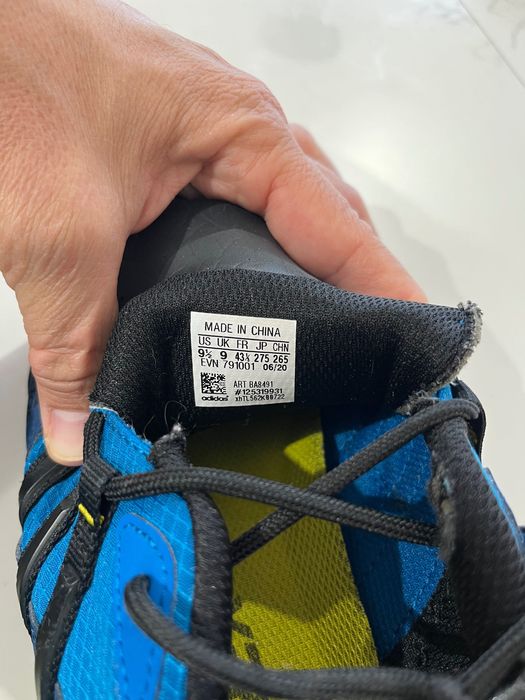 MADE IN CHINA
US UK FR JP CHN
9½ 9 43⅓ 275 265
EVN 791001 06/20
ART BA8491
#125319931
adidas xhTL562K00722